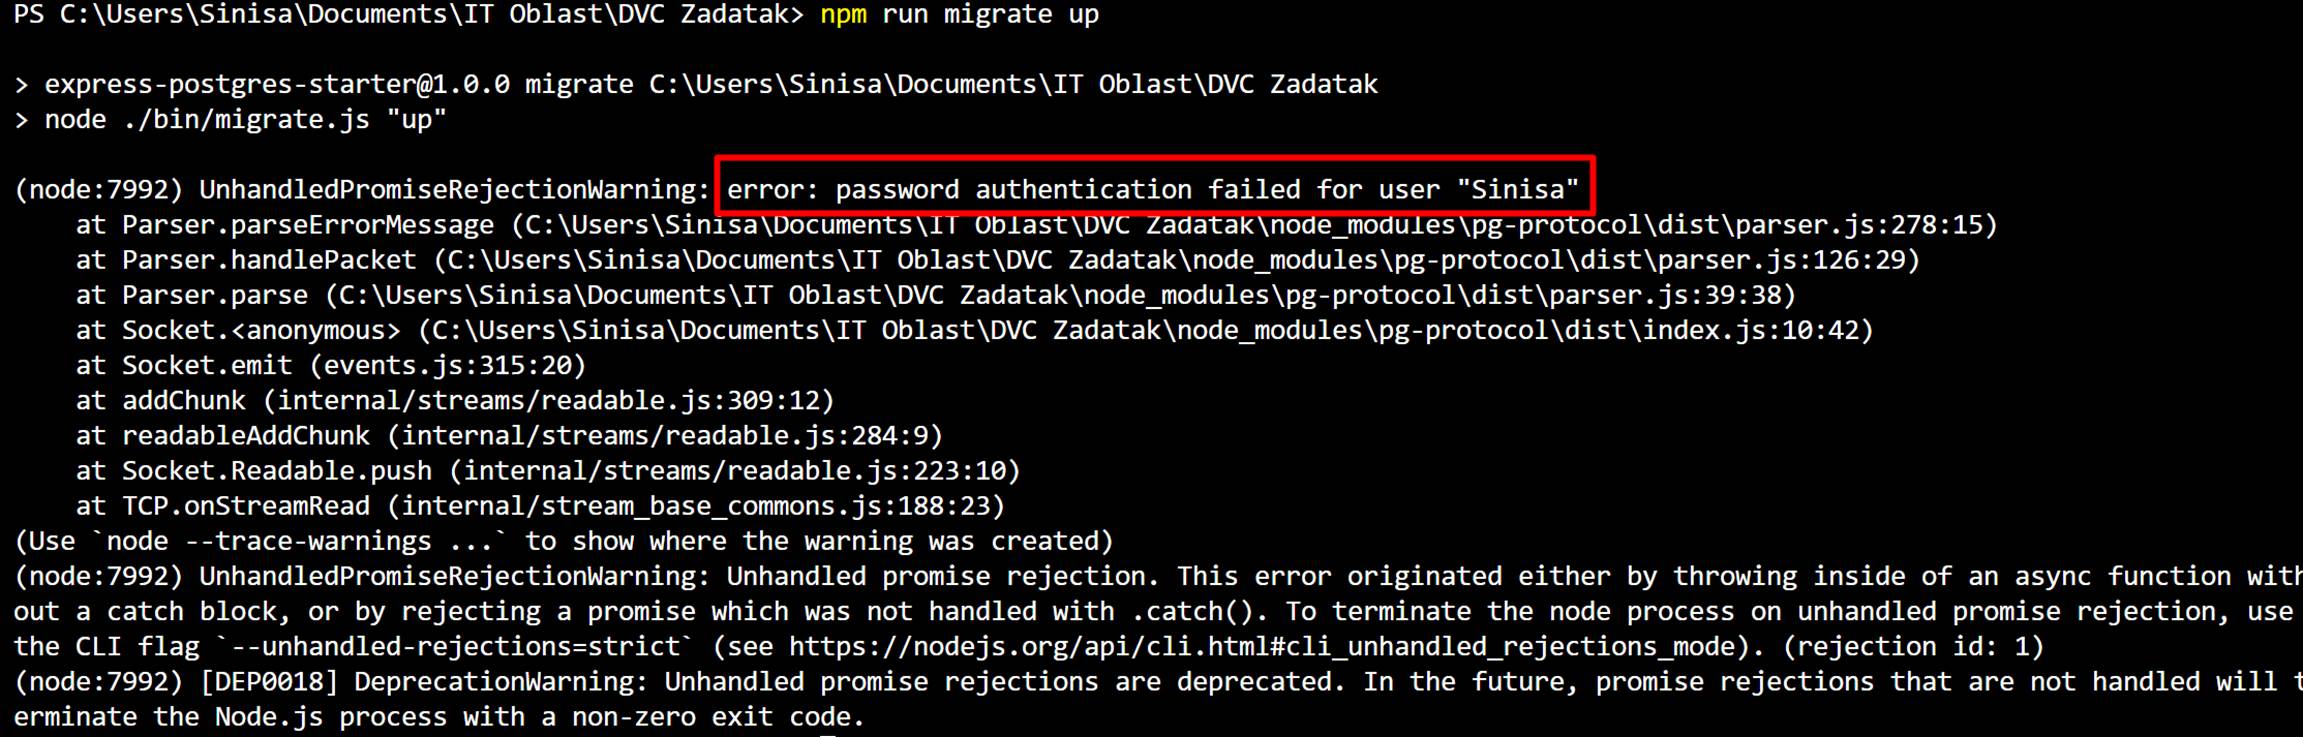 PS C:\Users\Sinisa\Documents\IT Oblast\DVC Zadatak> npm run migrate up
> express-postgres-starter@1.0.0 migrate C:\Users\Sinisa\Documents\IT Oblast\DVC Zadatak
> node ./bin/migrate.js "up"
(node:7992) UnhandledPromiseRejectionWarning: error: password authentication failed for user "Sinisa"
    at Parser.parseErrorMessage (C:\Users\Sinisa\Documents\IT Oblast\DVC Zadatak\node_modules\pg-protocol\dist\parser.js:278:15)
    at Parser.handlePacket (C:\Users\Sinisa\Documents\IT Oblast\DVC Zadatak\node_modules\pg-protocol\dist\parser.js:126:29)
    at Parser.parse (C:\Users\Sinisa\Documents\IT Oblast\DVC Zadatak\node_modules\pg-protocol\dist\parser.js:39:38)
    at Socket.<anonymous> (C:\Users\Sinisa\Documents\IT Oblast\DVC Zadatak\node_modules\pg-protocol\dist\index.js:10:42)
    at Socket.emit (events.js:315:20)
    at addChunk (internal/streams/readable.js:309:12)
    at readableAddChunk (internal/streams/readable.js:284:9)
    at Socket.Readable.push (internal/streams/readable.js:223:10)
    at TCP.onStreamRead (internal/stream_base_commons.js:188:23)
(Use `node --trace-warnings ...` to show where the warning was created)
(node:7992) UnhandledPromiseRejectionWarning: Unhandled promise rejection. This error originated either by throwing inside of an async function with
out a catch block, or by rejecting a promise which was not handled with .catch(). To terminate the node process on unhandled promise rejection, use
the CLI flag `--unhandled-rejections=strict` (see https://nodejs.org/api/cli.html#cli_unhandled_rejections_mode). (rejection id: 1)
(node:7992) [DEP0018] DeprecationWarning: Unhandled promise rejections are deprecated. In the future, promise rejections that are not handled will t
erminate the Node.js process with a non-zero exit code.